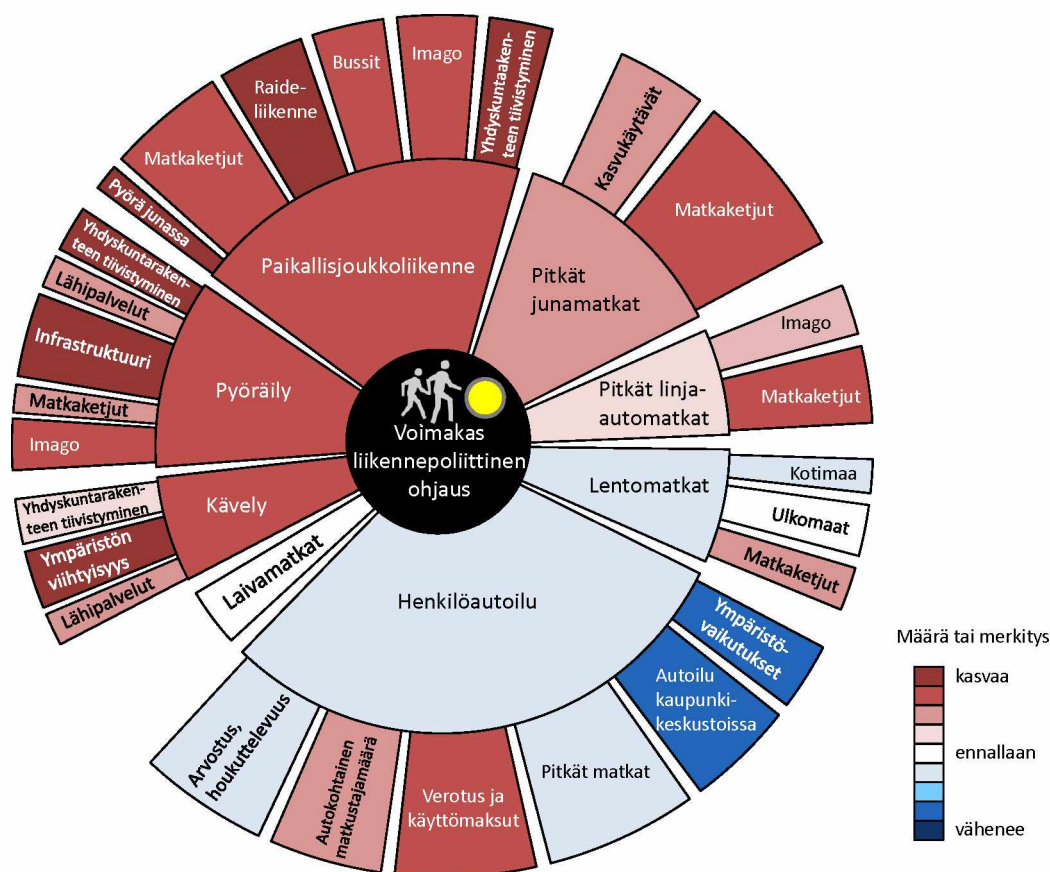 Voimakas
liikennepoliittinen
ohjaus
Paikallisjoukkoliikenne
Pyörä junassa
Matkaketjut
Raide-
liikenne
Bussit
Imago
Yhdyskuntaaken-
teen tiivistyminen
Pitkät
junamatkat
Kasvukäytävät
Matkaketjut
Pitkät linja-
automatkat
Imago
Matkaketjut
Lentomatkat
Kotimaa
Ulkomaat
Matkaketjut
Henkilöautoilu
Ympäristö-
vaikutukset
Autoilu
kaupunki-
keskustoissa
Pitkät matkat
Verotus ja
käyttömaksut
Autokohtainen
matkustajamäärä
Arvostus,
houkuttelevuus
Laivamatkat
Kävely
Lähipalvelut
Ympäristön
viihtyisyys
Yhdyskuntaraken-
teen tiivistyminen
Pyöräily
Imago
Matkaketjut
Infrastruktuuri
Lähipalvelut
Yhdyskuntaraken-
teen tiivistyminen
Määrä tai merkitys
kasvaa
ennallaan
vähenee